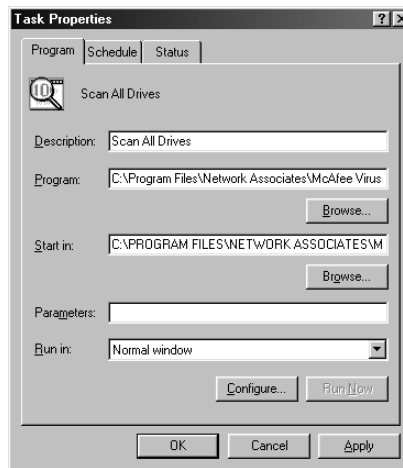 Task Properties
Program Schedule Status
Scan All Drives
Description: Scan All Drives
Program: C:\Program Files\Network Associates\McAfee Virus
Browse...
Start in: C:\PROGRAM FILES\NETWORK ASSOCIATES\M
Browse...
Parameters:
Run in: Normal window
Configure... Run Now
OK Cancel Apply